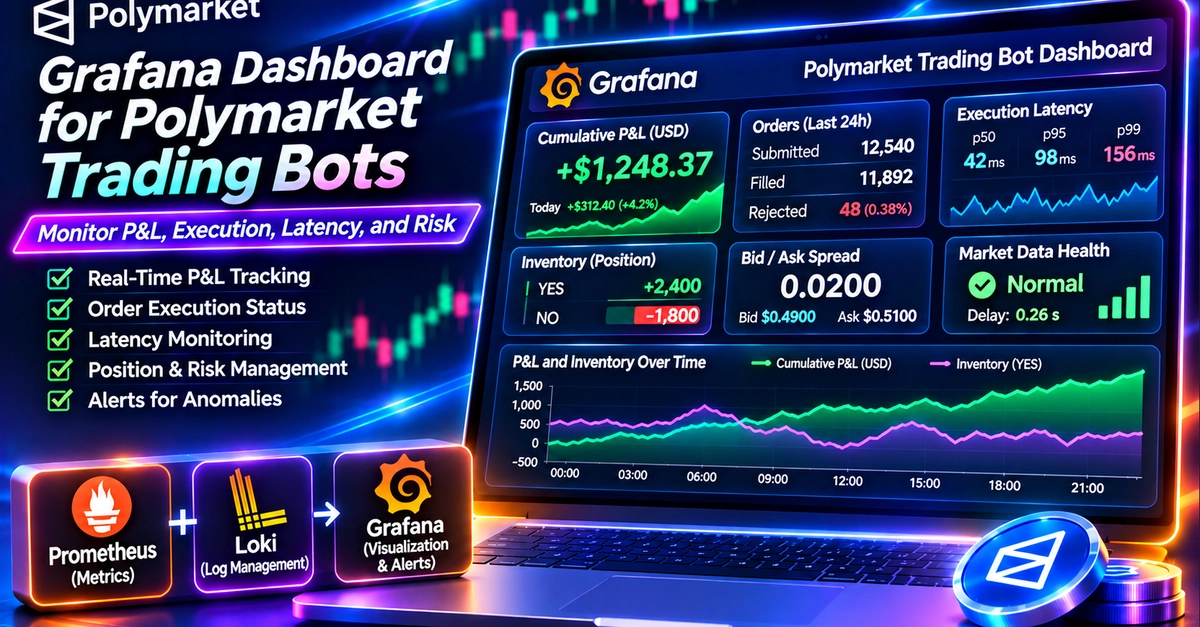 Polymarket
Grafana Dashboard
for Polymarket
Trading Bots
Monitor P&L, Execution, Latency, and Risk
Real-Time P&L Tracking
Order Execution Status
Latency Monitoring
Position & Risk Management
Alerts for Anomalies
Prometheus
(Metrics)
+
Loki
(Log Management)
→
Grafana
(Visualization
& Alerts)
Grafana
Polymarket Trading Bot Dashboard
Cumulative P&L (USD)
+$1,248.37
Today +$312.40 (+4.2%)
Orders (Last 24h)
Submitted 12,540
Filled 11,892
Rejected 48 (0.38%)
Execution Latency
p50 p95 p99
42 ms 98 ms 156 ms
Inventory (Position)
YES +2,400
NO -1,800
Bid / Ask Spread
0.0200
Bid $0.4900 Ask $0.5100
Market Data Health
Normal
Delay: 0.26 s
P&L and Inventory Over Time
Cumulative P&L (USD) Inventory (YES)
1,500
1,000
500
0
-500
00:00 03:00 06:00 09:00 12:00 15:00 18:00 21:00